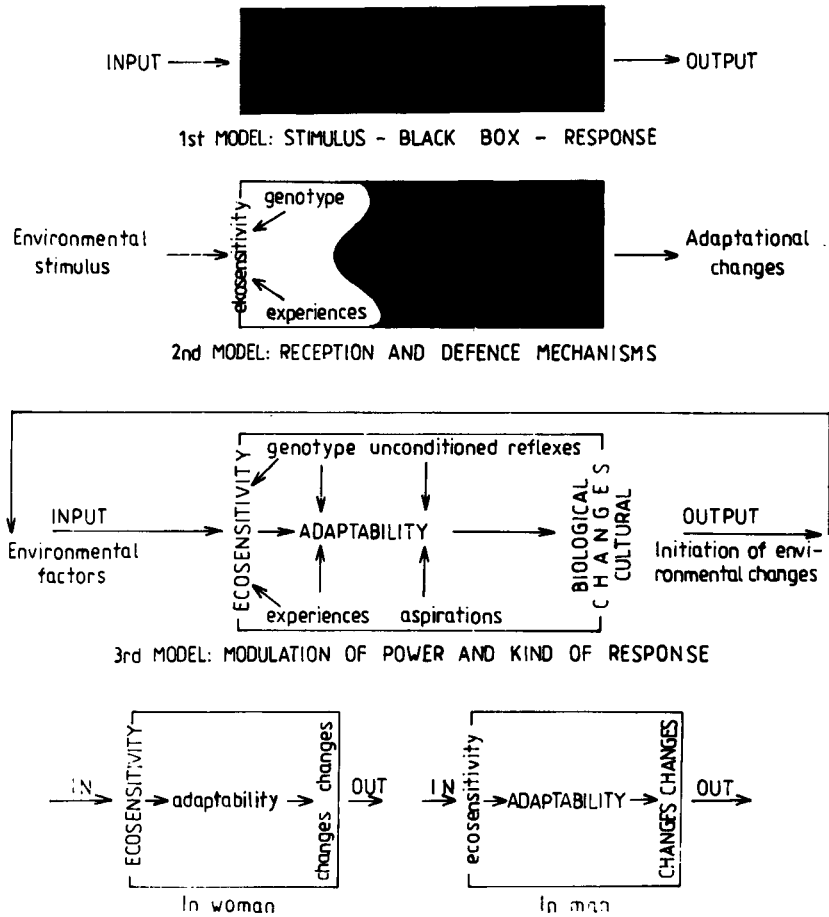 INPUT
OUTPUT
1st MODEL: STIMULUS - BLACK BOX - RESPONSE
genotype
Environmental
stimulus
ekosensitivity
Adaptational
changes
experiences
2nd MODEL: RECEPTION AND DEFENCE MECHANISMS
genotype unconditioned reflexes
INPUT
Environmental
factors
ECOSENSITIVITY
ADAPTABILITY
BIOLOGICAL
CHANGES
CULTURAL
OUTPUT
Initiation of envi-
ronmental changes
experiences
aspirations
3rd MODEL: MODULATION OF POWER AND KIND OF RESPONSE
IN
ECOSENSITIVITY
adaptability
changes changes
OUT
In woman
IN
ecosensitivity
ADAPTABILITY
CHANGES CHANGES
OUT
In man